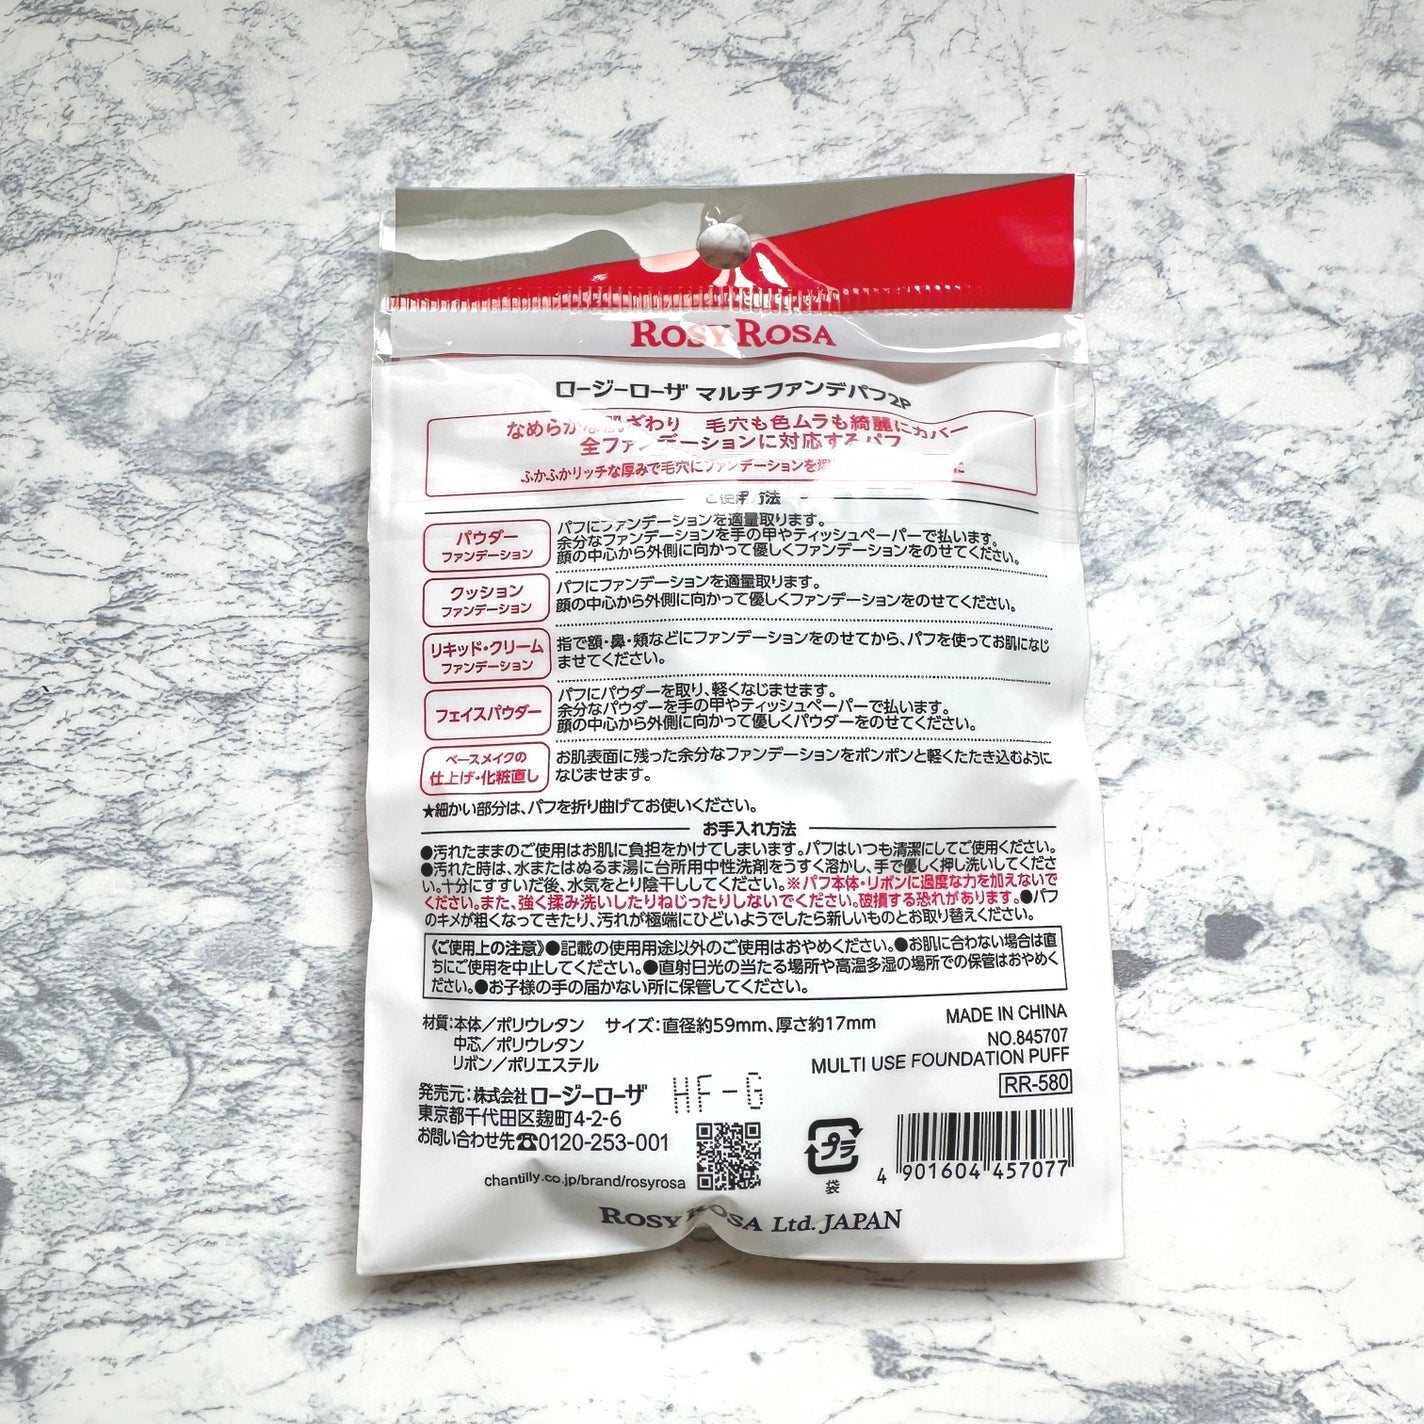 ROSY ROSA
ロージーローザ マルチファンデパフ2P
なめらかな肌ざわり 毛穴も色ムラも綺麗にカバー
全ファンデーションに対応するパフ
ふかふかリッチな厚みで毛穴にファンデーションを
ご使用方法
パウダー
ファンデーション
パフにファンデーションを適量取ります。
余分なファンデーションを手の甲やティッシュペーパーで払います。
顔の中心から外側に向かって優しくファンデーションをのせてください。
クッション
ファンデーション
パフにファンデーションを適量取ります。
顔の中心から外側に向かって優しくファンデーションをのせてください。
リキッド・クリーム
ファンデーション
指で額・鼻・頬などにファンデーションをのせてから、パフを使ってお肌になじ
ませてください。
フェイスパウダー
パフにパウダーを取り、軽くなじませます。
余分なパウダーを手の甲やティッシュペーパーで払います。
顔の中心から外側に向かって優しくパウダーをのせてください。
ベースメイクの
仕上げ・化粧直し
お肌表面に残った余分なファンデーションをポンポンと軽くたたき込むように
なじませます。
★細かい部分は、パフを折り曲げてお使いください。
お手入れ方法
●汚れたままのご使用はお肌に負担をかけてしまいます。パフはいつも清潔にしてご使用ください。
●汚れた時は、水またはぬるま湯に台所用中性洗剤をうすく溶かし、手で優しく押し洗いしてくださ
い。十分にすすいだ後、水気をとり陰干ししてください。※パフ本体・リボンに過度な力を加えないで
ください。また、強く揉み洗いしたりねじったりしないでください。破損する恐れがあります。●パフ
のキメが粗くなってきたり、汚れが極端にひどいようでしたら新しいものとお取り替えください。
《ご使用上の注意》●記載の使用用途以外のご使用はおやめください。●お肌に合わない場合は直
ちにご使用を中止してください。●直射日光の当たる場所や高温多湿の場所での保管はおやめく
ださい。●お子様の手の届かない所に保管してください。
材質：本体／ポリウレタン サイズ：直径約59mm、厚さ約17mm
中芯／ポリウレタン
リボン／ポリエステル
MADE IN CHINA
NO.845707
MULTI USE FOUNDATION PUFF
RR-580
発売元：株式会社ロージーローザ
東京都千代田区麹町4-2-6
お問い合わせ先☎0120-253-001
HF-G
chantilly.co.jp/brand/rosyrosa
プラ
袋
4 901604 457077
ROSY ROSA Ltd. JAPAN